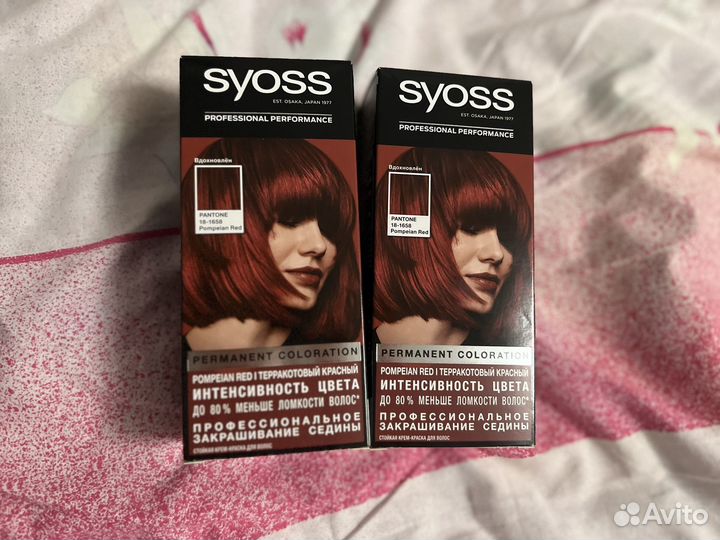 SYOSS
EST. OSAKA, JAPAN 1977
PROFESSIONAL PERFORMANCE
Вдохновлён
PANTONE
18-1658
Pompeian Red
PERMANENT COLORATION
POMPEIAN RED | ТЕРРАКОТОВЫЙ КРАСНЫЙ
ИНТЕНСИВНОСТЬ ЦВЕТА
ДО 80% МЕНЬШЕ ЛОМКОСТИ ВОЛОС*
ПРОФЕССИОНАЛЬНОЕ
ЗАКРАШИВАНИЕ СЕДИНЫ
СТОЙКАЯ КРЕМ-КРАСКА ДЛЯ ВОЛОС
SYOSS
EST. OSAKA, JAPAN 1977
PROFESSIONAL PERFORMANCE
Вдохновлён
PANTONE
18-1658
Pompeian Red
PERMANENT COLORATION
POMPEIAN RED | ТЕРРАКОТОВЫЙ КРАСНЫЙ
ИНТЕНСИВНОСТЬ ЦВЕТА
ДО 80% МЕНЬШЕ ЛОМКОСТИ ВОЛОС*
ПРОФЕССИОНАЛЬНОЕ
ЗАКРАШИВАНИЕ СЕДИНЫ
СТОЙКАЯ КРЕМ-КРАСКА ДЛЯ ВОЛОС
Avito